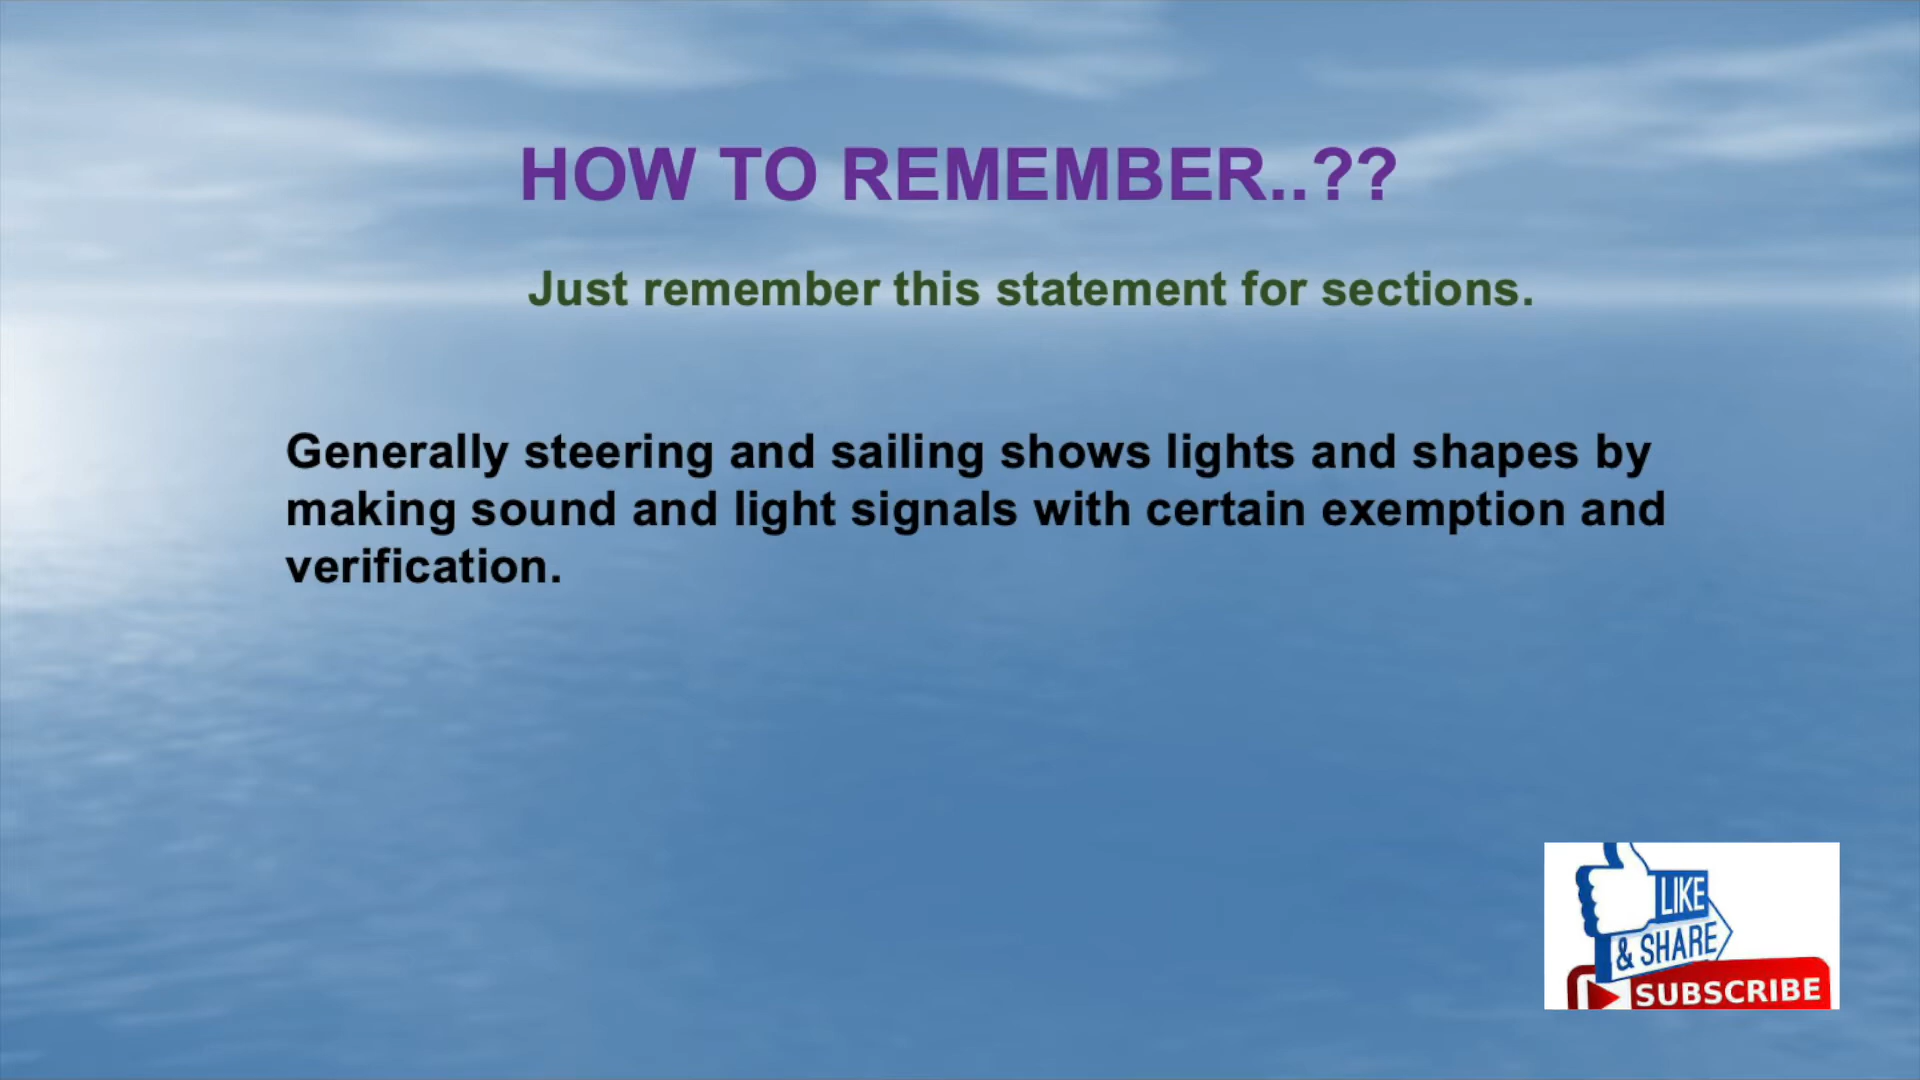 HOW TO REMEMBER..??
Just remember this statement for sections.
Generally steering and sailing shows lights and shapes by
making sound and light signals with certain exemption and
verification.
LIKE
& SHARE
SUBSCRIBE